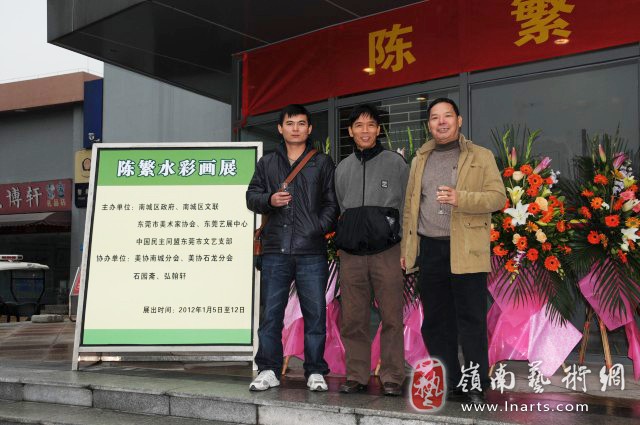 陈繁
博轩
陈繁水彩画展
主办单位：南城区政府、南城区文联
东莞市美术家协会、东莞艺展中心
中国民主同盟东莞市文艺支部
协办单位：美协南城分会、美协石龙分会
石园斋、弘翰轩
展出时间：2012年1月5日至12日
嶺南藝術網
www.lnarts.com